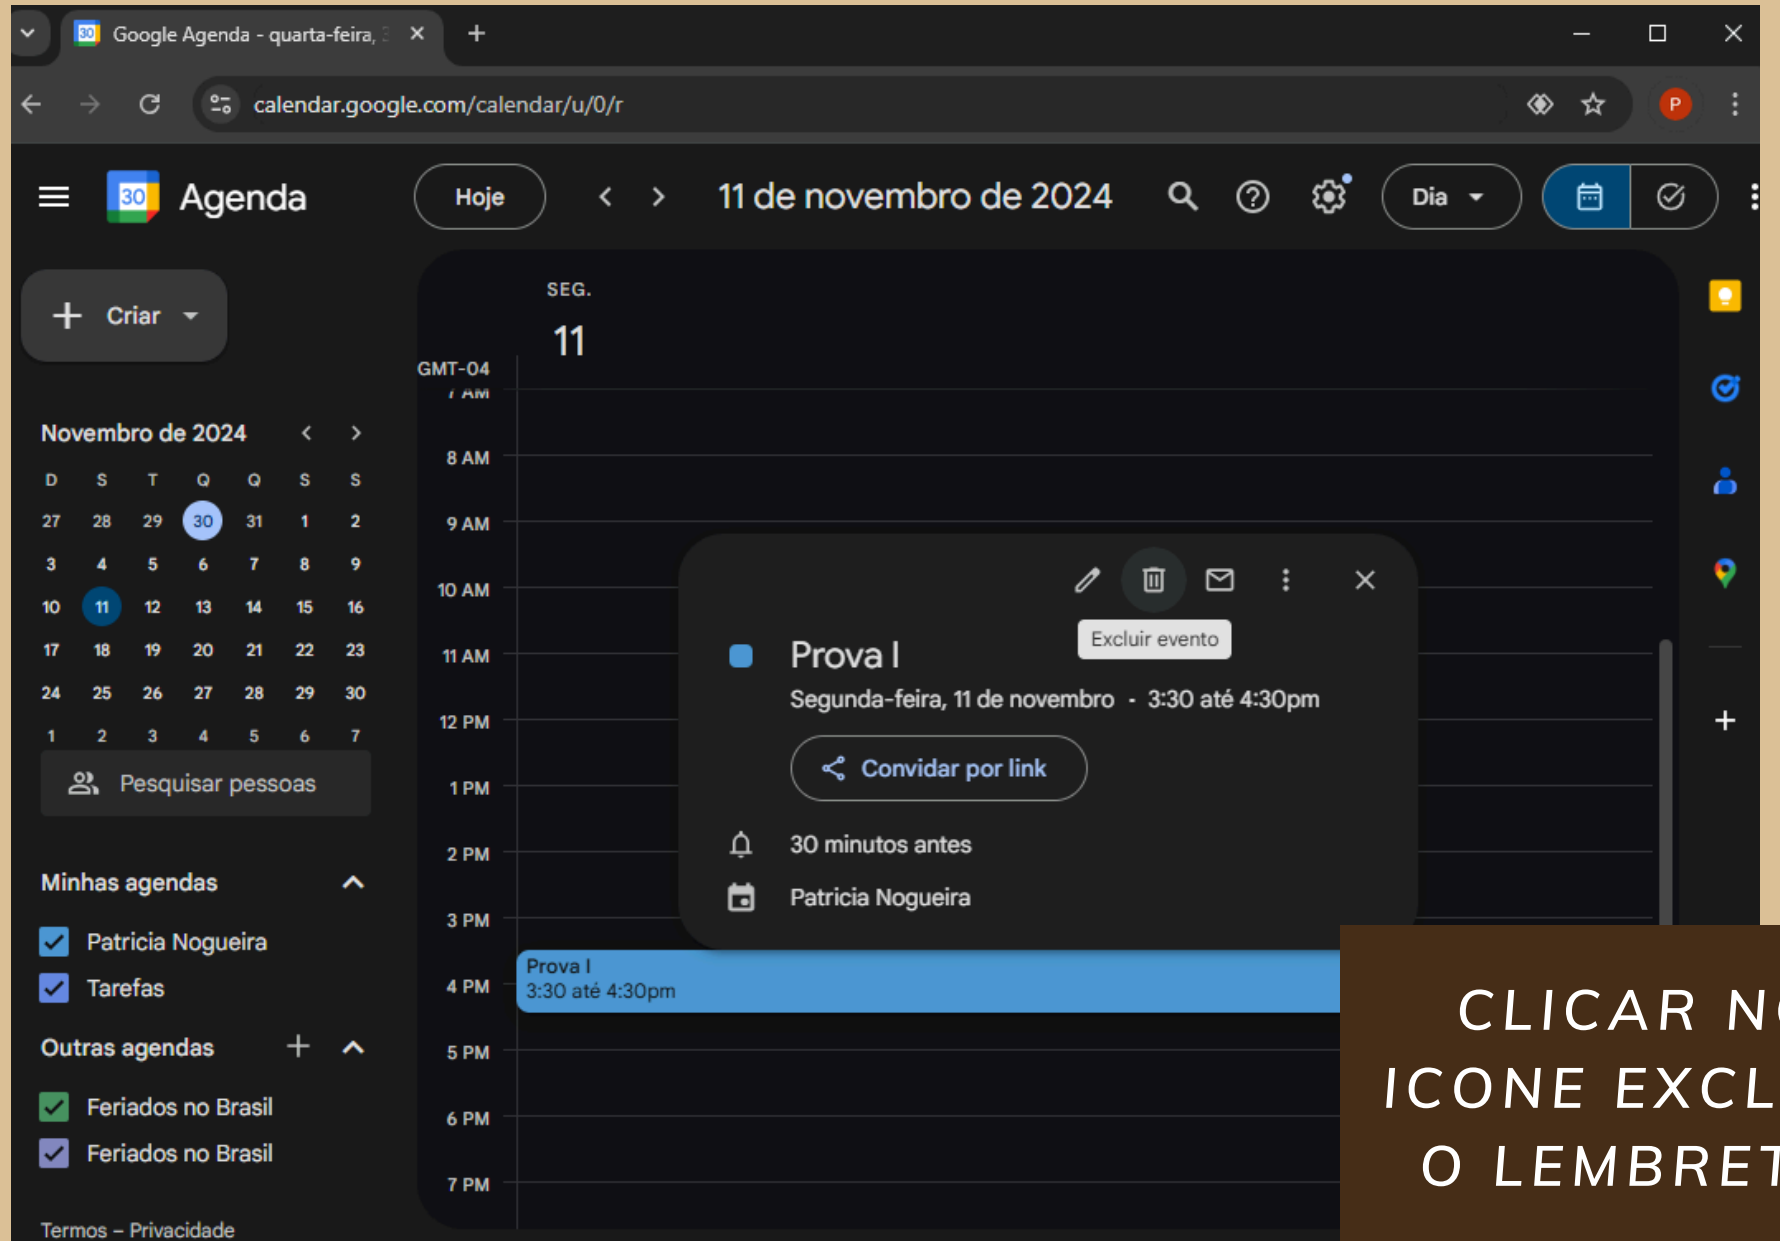 Google Agenda - quarta-feira, 3
calendar.google.com/calendar/u/0/r
P
30 Agenda
Hoje
11 de novembro de 2024
Dia
Criar
SEG.
11
GMT-04
7 AM
8 AM
9 AM
10 AM
11 AM
12 PM
1 PM
2 PM
3 PM
4 PM
5 PM
6 PM
7 PM
Novembro de 2024
D S T Q Q S S
27 28 29 30 31 1 2
3 4 5 6 7 8 9
10 11 12 13 14 15 16
17 18 19 20 21 22 23
24 25 26 27 28 29 30
1 2 3 4 5 6 7
Pesquisar pessoas
Minhas agendas
Patricia Nogueira
Tarefas
Outras agendas
Feriados no Brasil
Feriados no Brasil
Termos – Privacidade
Excluir evento
Prova I
Segunda-feira, 11 de novembro - 3:30 até 4:30pm
Convidar por link
30 minutos antes
Patricia Nogueira
Prova I
3:30 até 4:30pm
CLICAR NO
ICONE EXCL
O LEMBRET